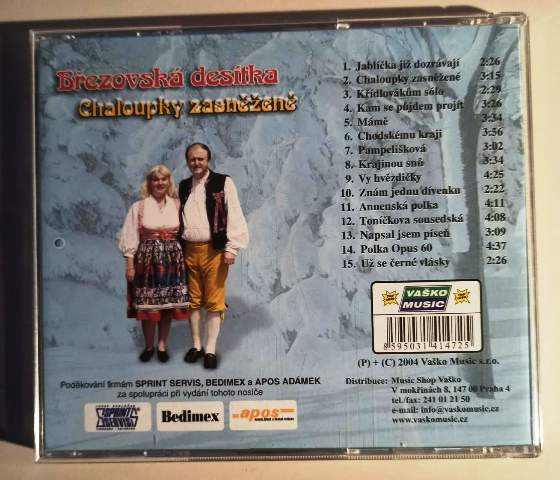 Březovská desítka
Chaloupky zasněžené
1. Jablíčka již dozrávají 2:26
2. Chaloupky zasněžené 3:15
3. Křídlovákům sólo 2:29
4. Kam se půjdem projít 3:26
5. Mámě 3:34
6. Chodskému kraji 3:56
7. Pampelišková 3:02
8. Krajinou snů 3:34
9. Vy hvězdičky 4:25
10. Znám jednu dívenku 2:22
11. Annenská polka 4:11
12. Toníčkova sousedská 4:08
13. Napsal jsem píseň 3:09
14. Polka Opus 60 4:37
15. Už se černé vlásky 2:26
VAŠKO
MUSIC
8595031 414725
(P) + (C) 2004 Vaško Music s.r.o.
Distribuce: Music Shop Vaško
V mokřinách 8, 147 00 Praha 4
tel./fax: 241 01 21 50
e-mail: info@vaskomusic.cz
www.vaskomusic.cz
Poděkování firmám SPRINT SERVIS, BEDIMEX a APOS ADÁMEK
za spolupráci při vydání tohoto nosiče
SPRINT
SERVIS
Bedimex
apos